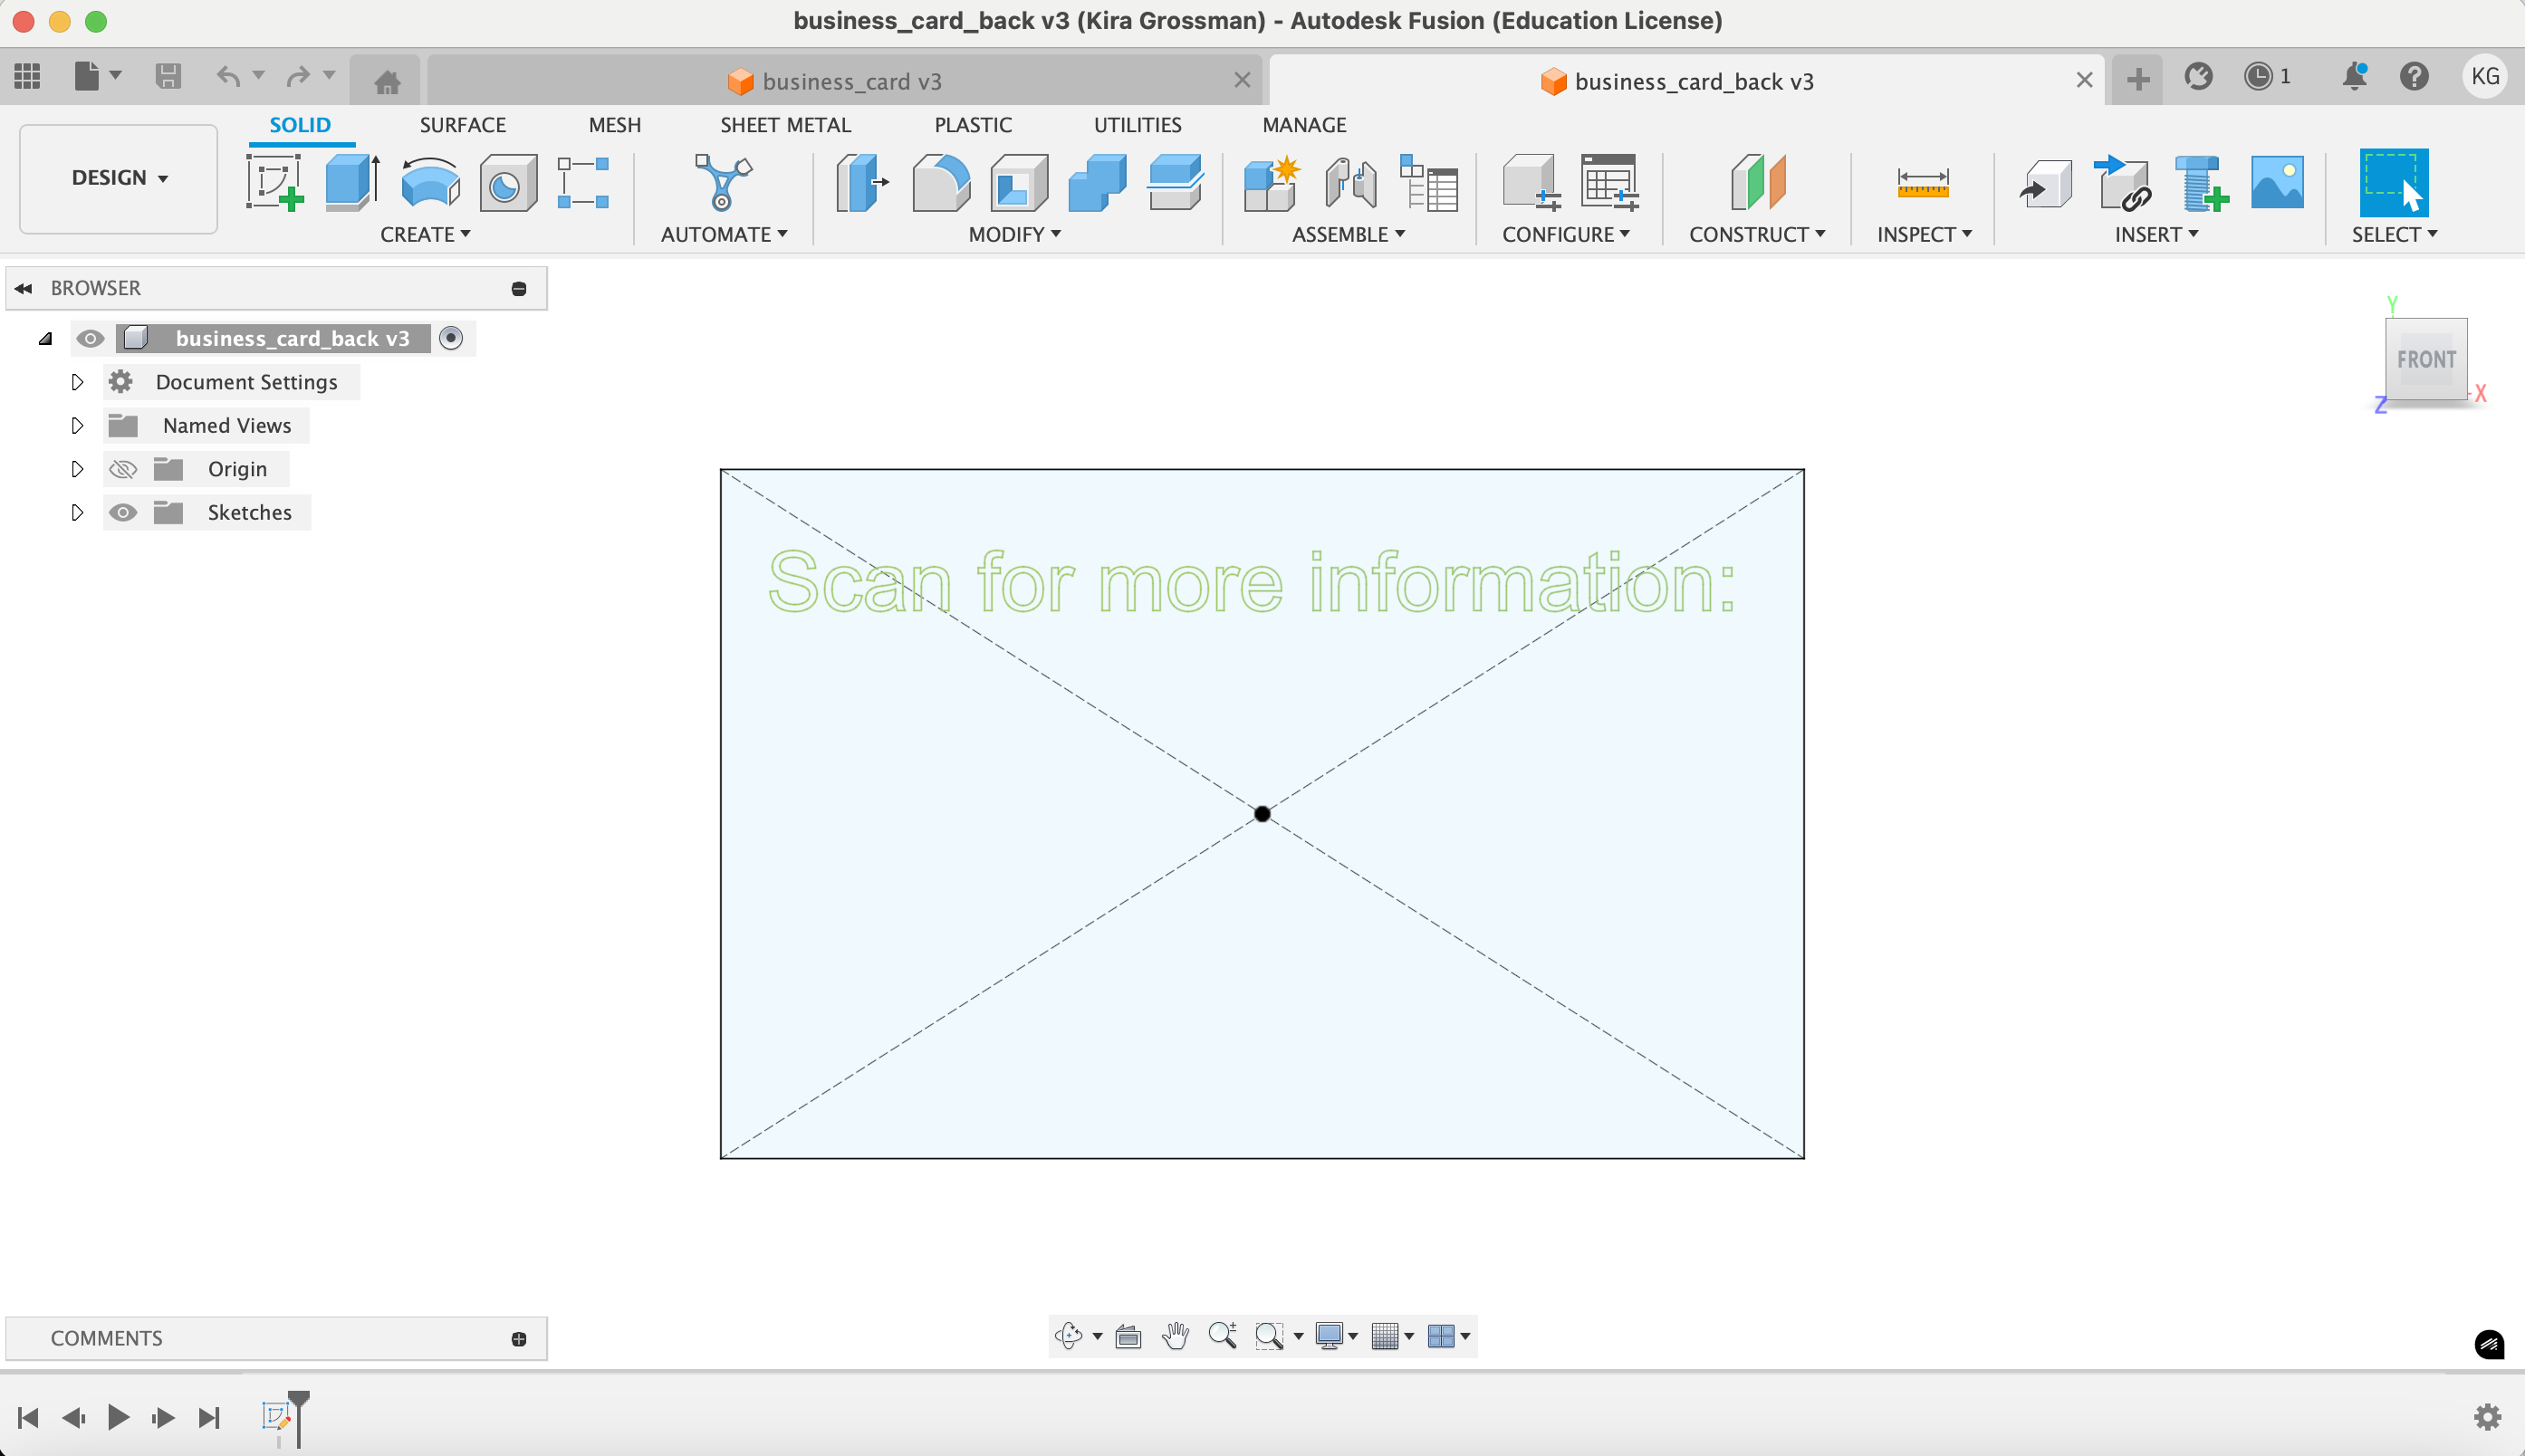 business_card_back v3 (Kira Grossman) - Autodesk Fusion (Education License)
business_card v3
business_card_back v3
1
KG
DESIGN
SOLID
SURFACE
MESH
SHEET METAL
PLASTIC
UTILITIES
MANAGE
CREATE
AUTOMATE
MODIFY
ASSEMBLE
CONFIGURE
CONSTRUCT
INSPECT
INSERT
SELECT
BROWSER
business_card_back v3
Document Settings
Named Views
Origin
Sketches
Y
FRONT
X
Z
Scan for more information:
COMMENTS